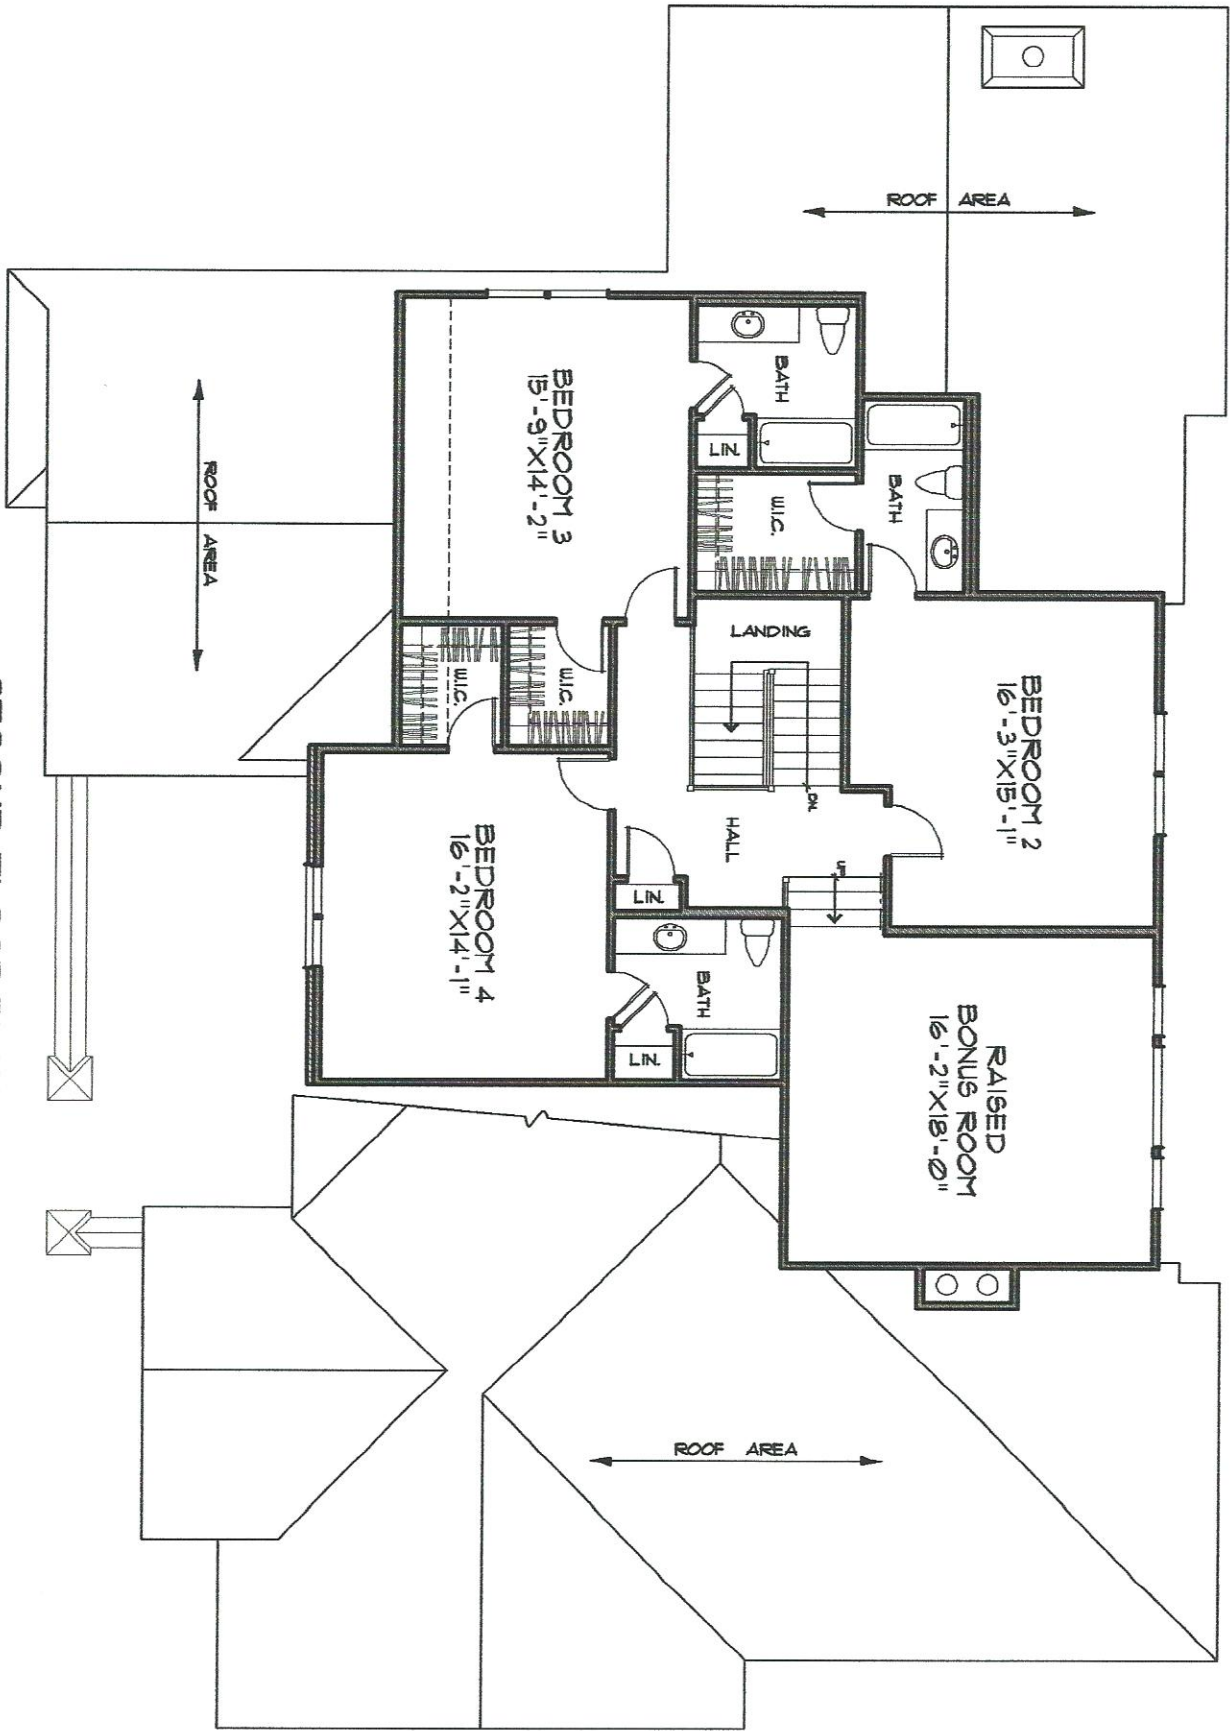 ROOF AREA
BATH
LIN.
BATH
W.I.C.
BEDROOM 3
15'-9"X14'-2"
ROOF AREA
LANDING
BEDROOM 2
16'-3"X15'-1"
W.I.C.
W.I.C.
DN.
HALL
UP
LIN.
BEDROOM 4
16'-2"X14'-1"
BATH
LIN.
RAISED
BONUS ROOM
16'-2"X18'-0"
ROOF AREA